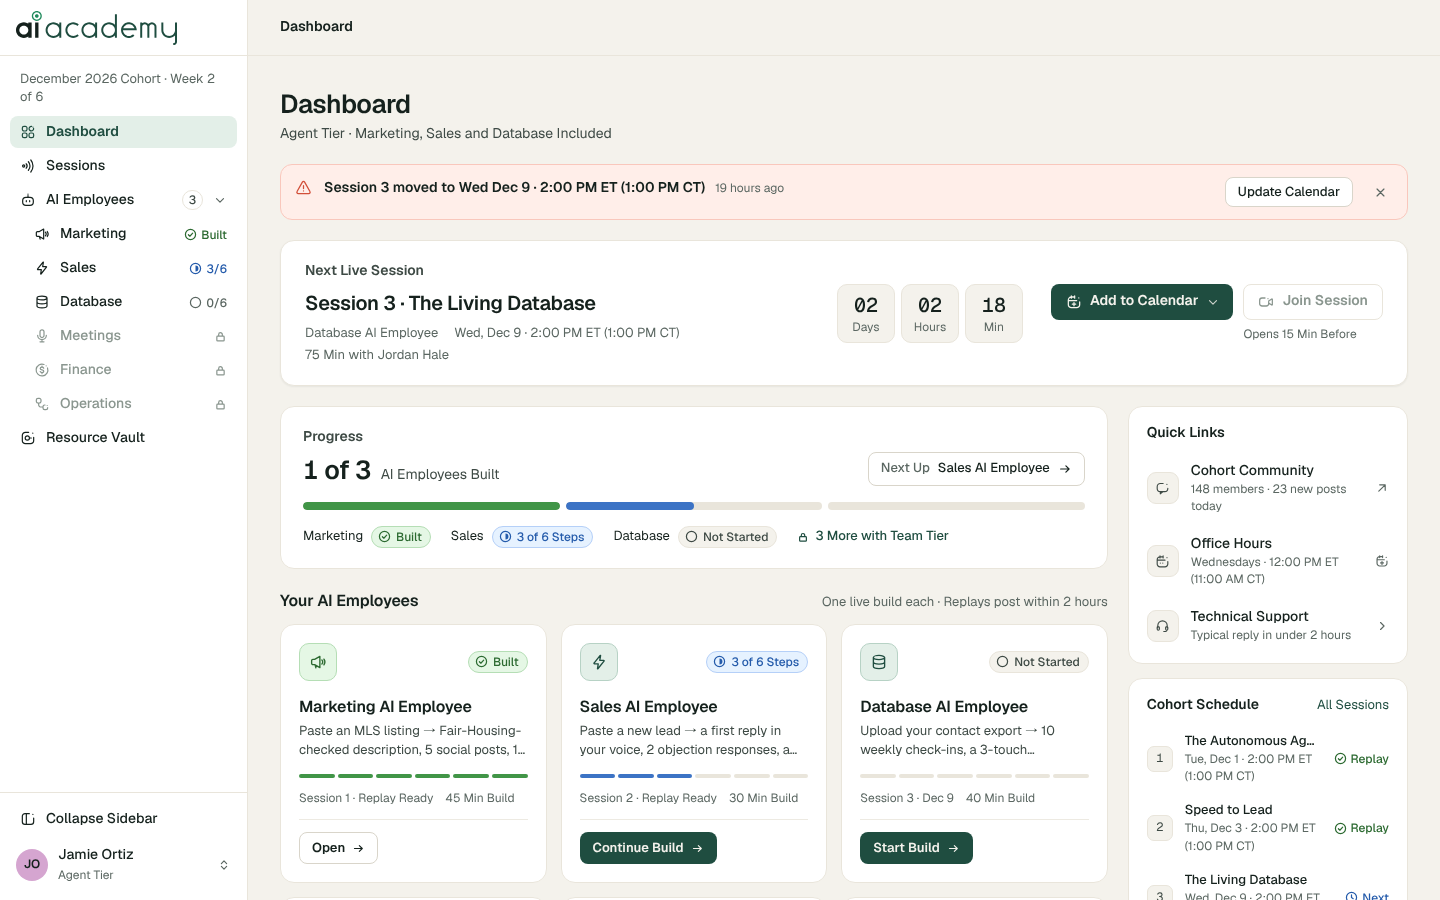 ai academy
Dashboard
December 2026 Cohort · Week 2
of 6
Dashboard
Sessions
AI Employees 3
Marketing Built
Sales 3/6
Database 0/6
Meetings
Finance
Operations
Resource Vault
Collapse Sidebar
JO
Jamie Ortiz
Agent Tier
Dashboard
Agent Tier · Marketing, Sales and Database Included
Session 3 moved to Wed Dec 9 · 2:00 PM ET (1:00 PM CT) 19 hours ago
Update Calendar
Next Live Session
Session 3 · The Living Database
Database AI Employee Wed, Dec 9 · 2:00 PM ET (1:00 PM CT)
75 Min with Jordan Hale
02 Days
02 Hours
18 Min
Add to Calendar
Join Session
Opens 15 Min Before
Progress
1 of 3 AI Employees Built
Next Up Sales AI Employee →
Marketing Built Sales 3 of 6 Steps Database Not Started 3 More with Team Tier
Your AI Employees
One live build each · Replays post within 2 hours
Built
Marketing AI Employee
Paste an MLS listing → Fair-Housing-
checked description, 5 social posts, 1...
Session 1 · Replay Ready 45 Min Build
Open →
3 of 6 Steps
Sales AI Employee
Paste a new lead → a first reply in
your voice, 2 objection responses, a...
Session 2 · Replay Ready 30 Min Build
Continue Build →
Not Started
Database AI Employee
Upload your contact export → 10
weekly check-ins, a 3-touch...
Session 3 · Dec 9 40 Min Build
Start Build →
Quick Links
Cohort Community
148 members · 23 new posts
today
Office Hours
Wednesdays · 12:00 PM ET
(11:00 AM CT)
Technical Support
Typical reply in under 2 hours
Cohort Schedule
All Sessions
1
The Autonomous Ag...
Tue, Dec 1 · 2:00 PM ET
(1:00 PM CT)
Replay
2
Speed to Lead
Thu, Dec 3 · 2:00 PM ET
(1:00 PM CT)
Replay
3
The Living Database
Wed, Dec 9 · 2:00 PM ET
Next